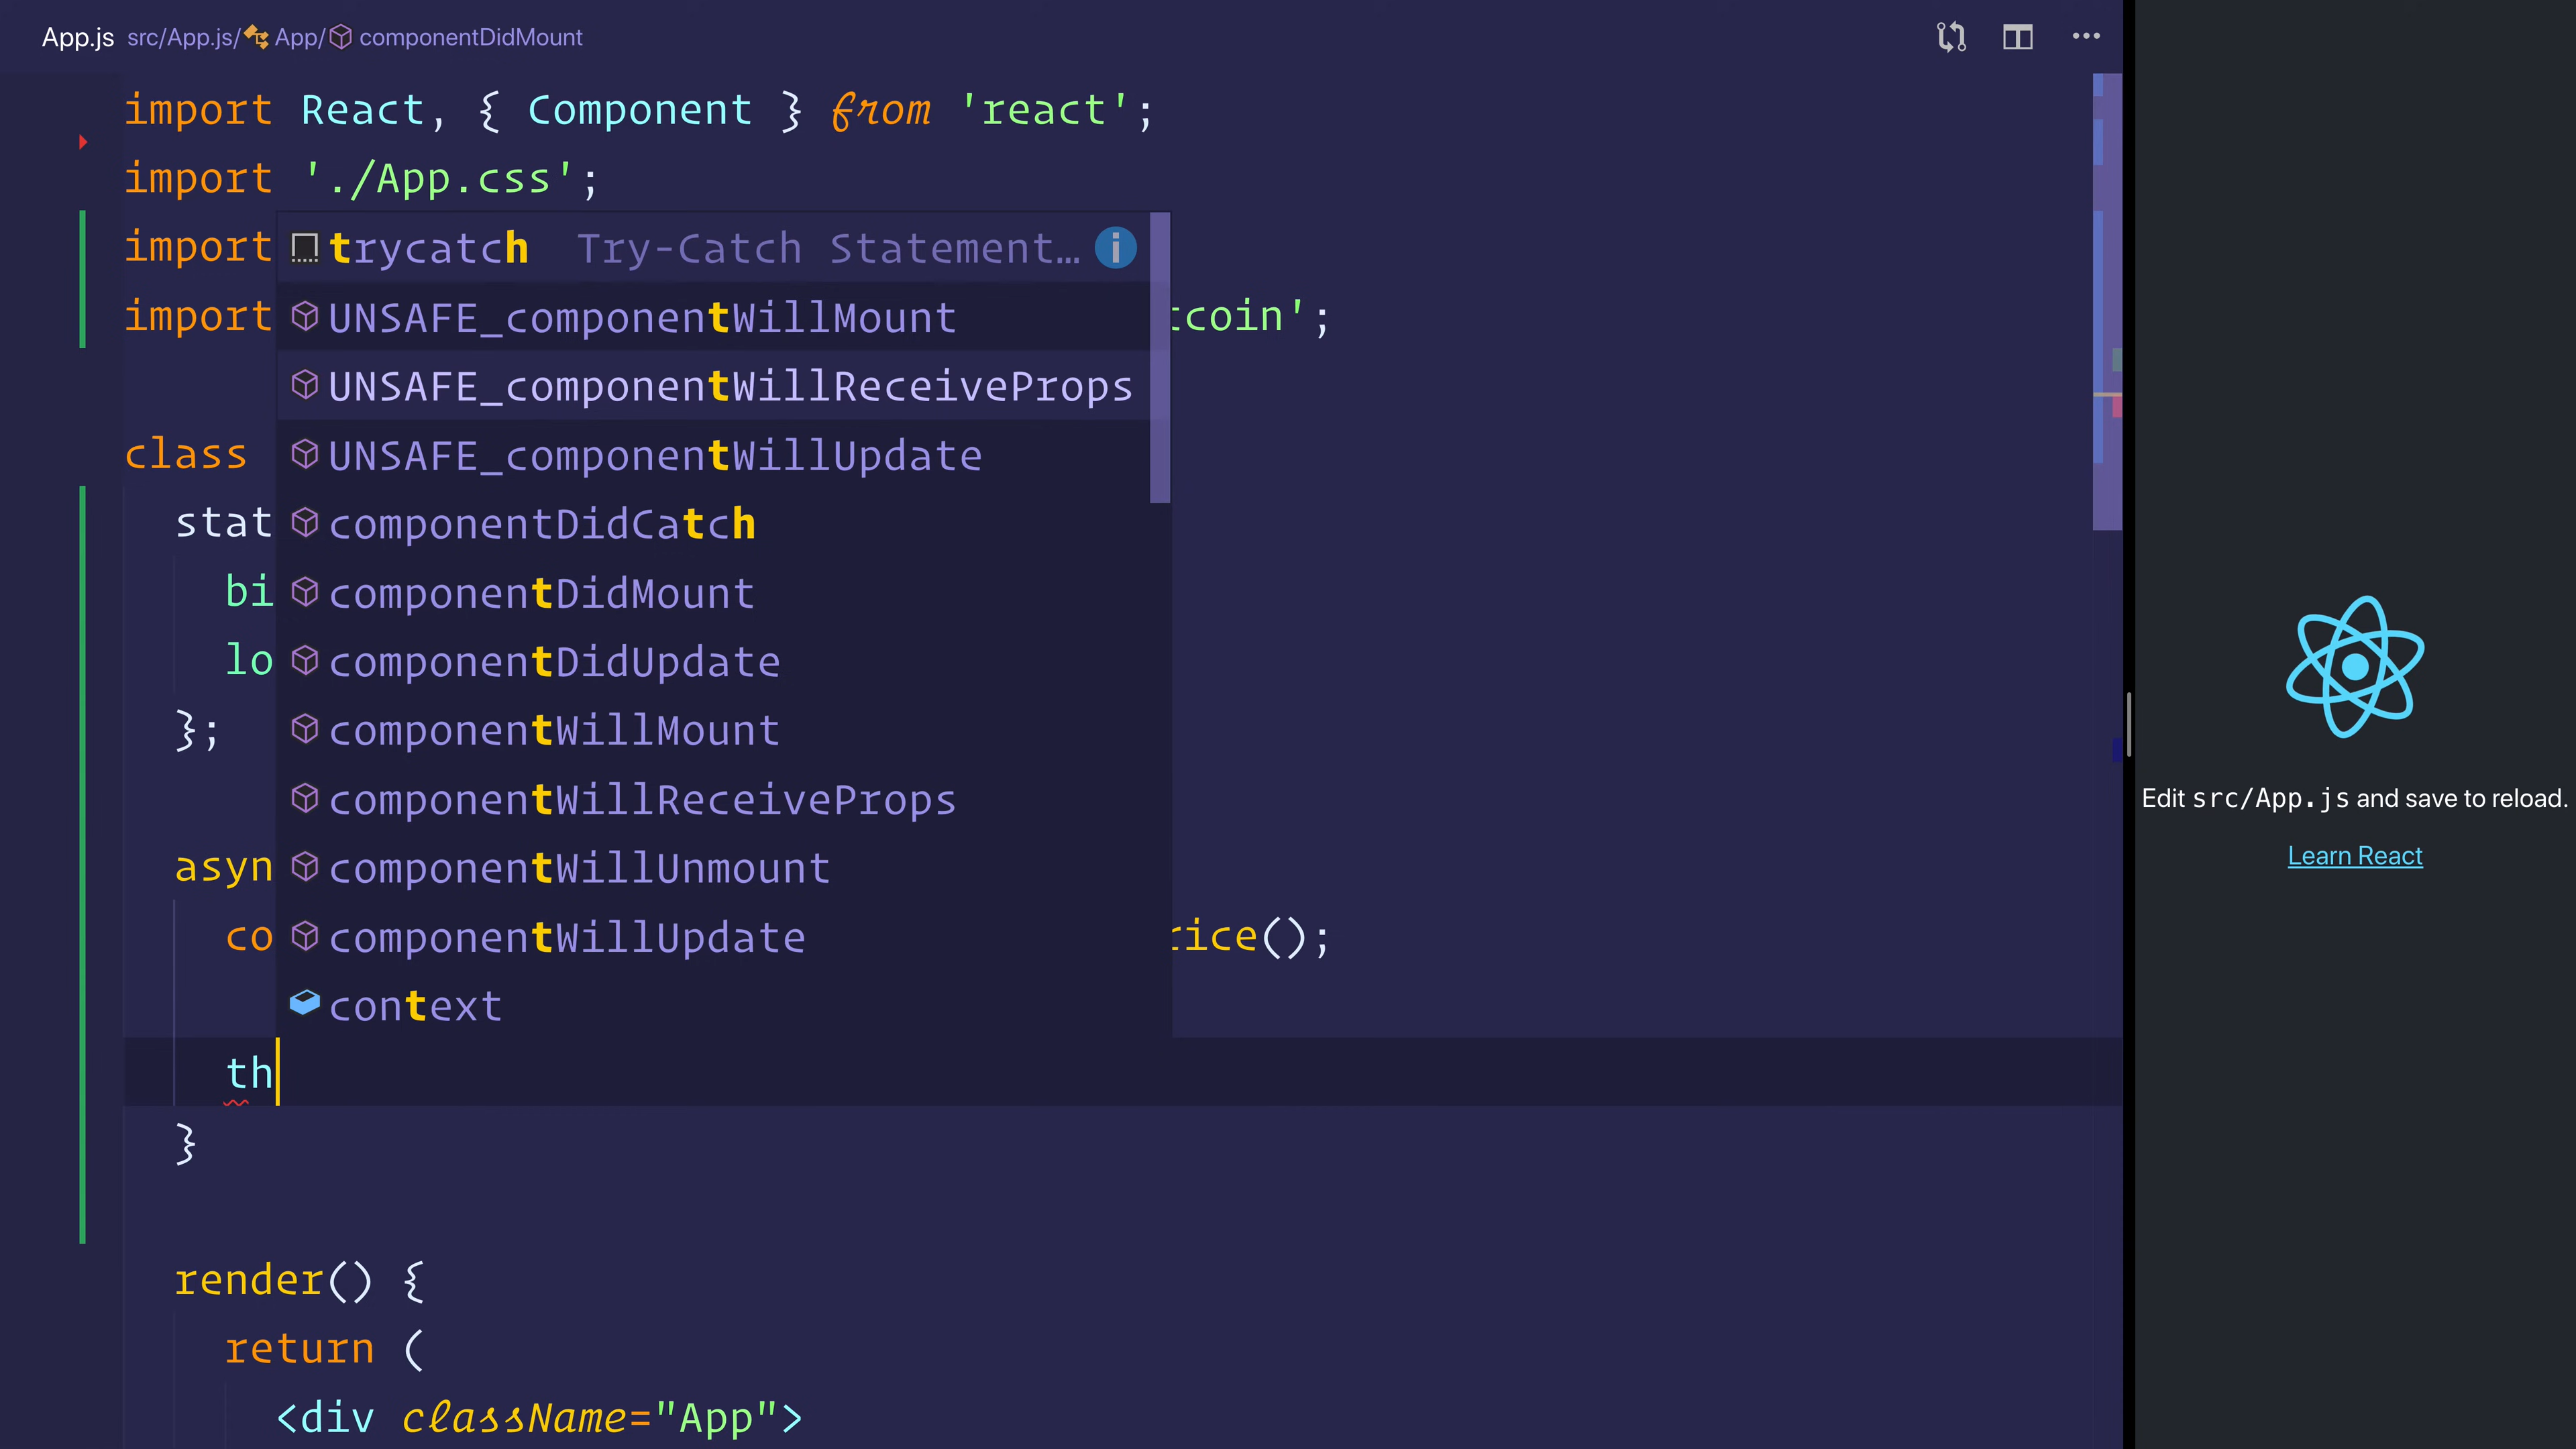 App.js src/App.js/ App/ componentDidMount
import React, { Component } from 'react';
import './App.css';
import
trycatch Try-Catch Statement…
import
UNSAFE_componentWillMount
tcoin';
UNSAFE_componentWillReceiveProps
class
UNSAFE_componentWillUpdate
stat
componentDidCatch
bi
componentDidMount
lo
componentDidUpdate
};
componentWillMount
componentWillReceiveProps
asyn
componentWillUnmount
co
componentWillUpdate
rice();
context
th
}
render() {
return (
<div className="App">
Edit src/App.js and save to reload.
Learn React